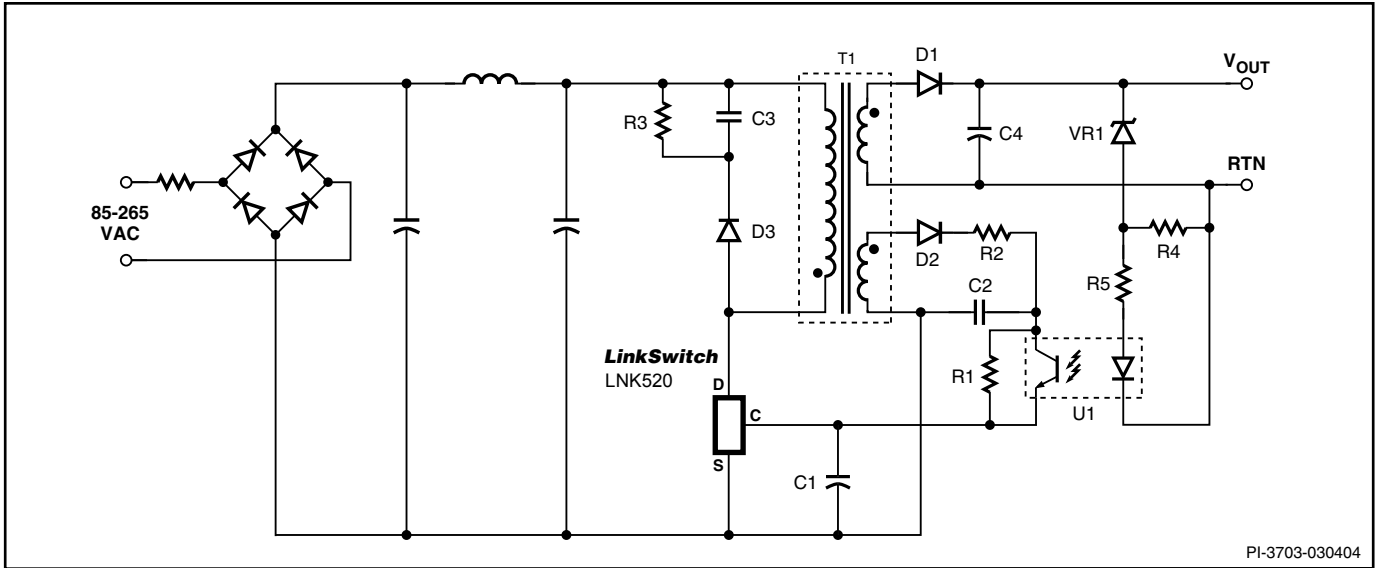 T1
D1
V_OUT
R3
C3
C4
VR1
RTN
85-265
VAC
D3
D2
R2
R4
C2
R5
LinkSwitch
LNK520
D
R1
C
U1
S
C1
PI-3703-030404